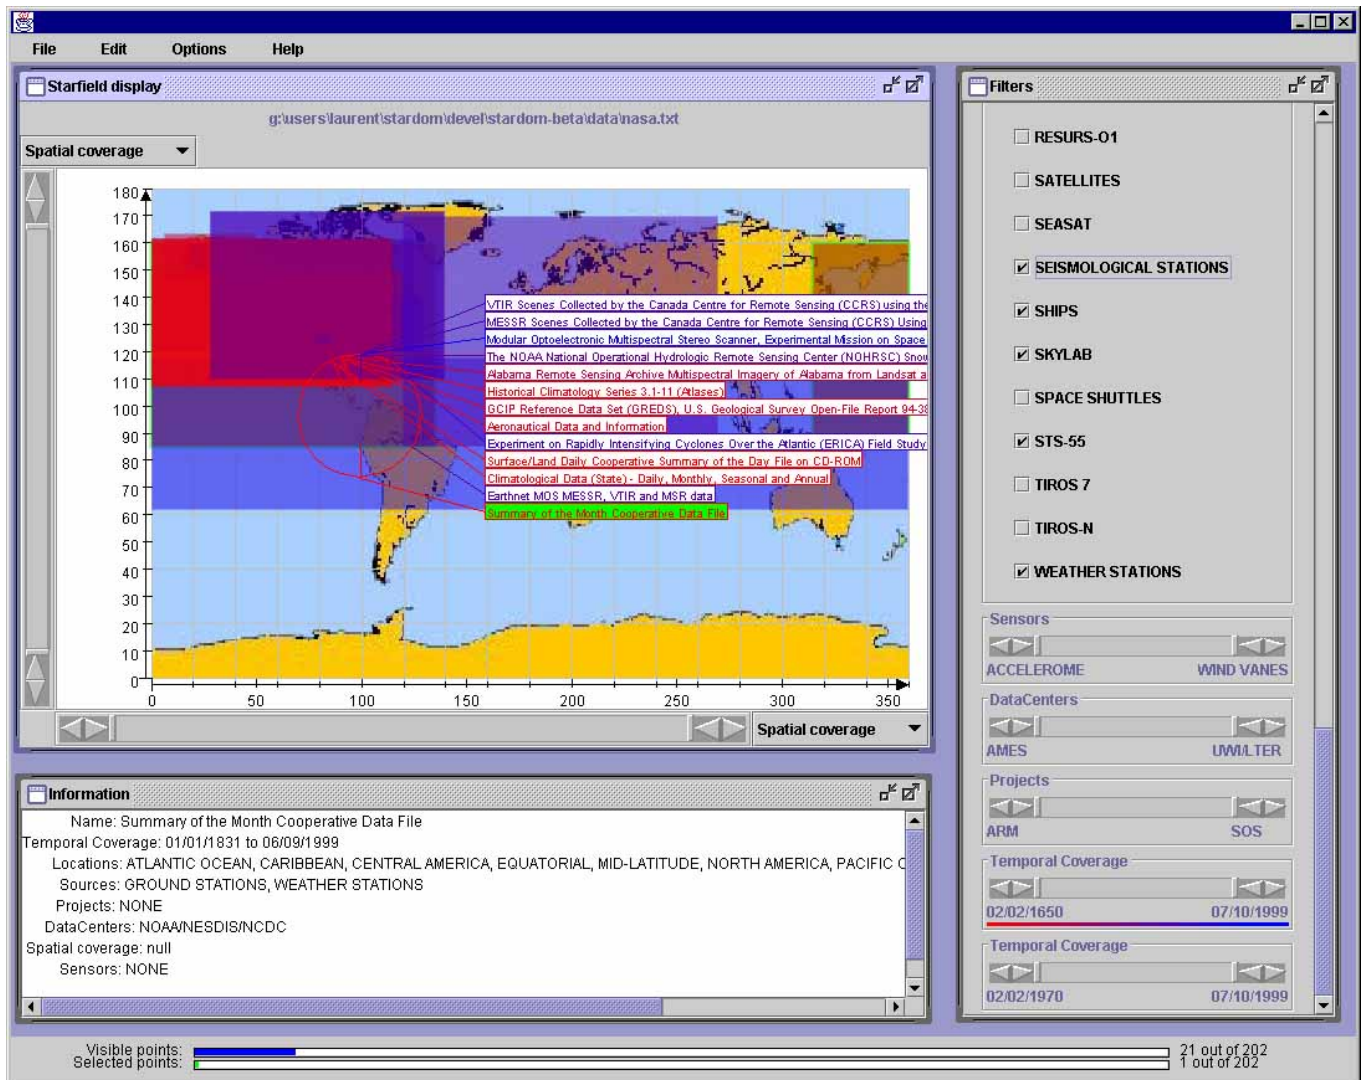 File Edit Options Help
Starfield display
g:\users\laurent\stardom\devel\stardom-beta\data\nasa.txt
Spatial coverage
180
170
160
150
140
130
120
110
100
90
80
70
60
50
40
30
20
10
0
0 50 100 150 200 250 300 350
VTIR Scenes Collected by the Canada Centre for Remote Sensing (CCRS) using the
MESSR Scenes Collected by the Canada Centre for Remote Sensing (CCRS) Using
Modular Optoelectronic Multispectral Stereo Scanner, Experimental Mission on Space
The NOAA National Operational Hydrologic Remote Sensing Center (NOHRSC) Snow
Alabama Remote Sensing Archive Multispectral Imagery of Alabama from Landsat a
Historical Climatology Series 3.1-11 (Atlases)
GCIP Reference Data Set (GREDS), U.S. Geological Survey Open-File Report 94-38
Aeronautical Data and Information
Experiment on Rapidly Intensifying Cyclones Over the Atlantic (ERICA) Field Study
Surface/Land Daily Cooperative Summary of the Day File on CD-ROM
Climatological Data (State) - Daily, Monthly, Seasonal and Annual
Earthnet MOS MESSR, VTIR and MSR data
Summary of the Month Cooperative Data File
Spatial coverage
Information
Name: Summary of the Month Cooperative Data File
Temporal Coverage: 01/01/1831 to 06/09/1999
Locations: ATLANTIC OCEAN, CARIBBEAN, CENTRAL AMERICA, EQUATORIAL, MID-LATITUDE, NORTH AMERICA, PACIFIC
Sources: GROUND STATIONS, WEATHER STATIONS
Projects: NONE
DataCenters: NOAA/NESDIS/NCDC
Spatial coverage: null
Sensors: NONE
Filters
RESURS-O1
SATELLITES
SEASAT
SEISMOLOGICAL STATIONS
SHIPS
SKYLAB
SPACE SHUTTLES
STS-55
TIROS 7
TIROS-N
WEATHER STATIONS
Sensors
ACCELEROME WIND VANES
DataCenters
AMES UWI/LTER
Projects
ARM SOS
Temporal Coverage
02/02/1650 07/10/1999
Temporal Coverage
02/02/1970 07/10/1999
Visible points: 21 out of 202
Selected points: 1 out of 202